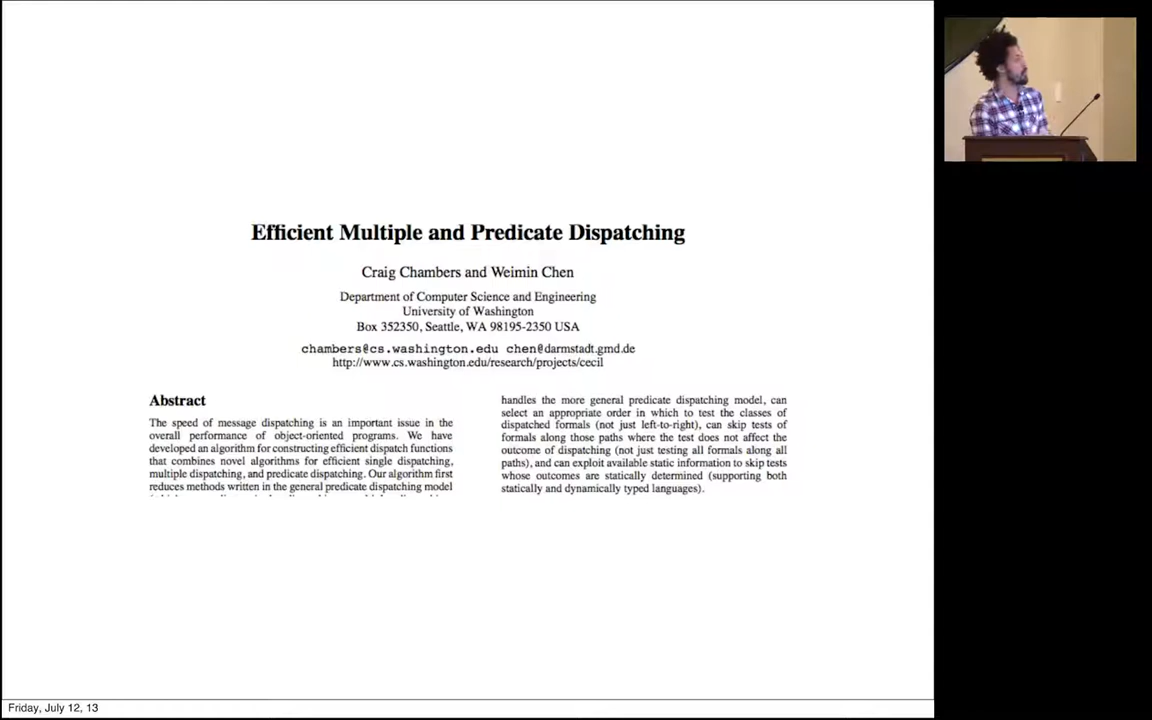 Efficient Multiple and Predicate Dispatching
Craig Chambers and Weimin Chen
Department of Computer Science and Engineering
University of Washington
Box 352350, Seattle, WA 98195-2350 USA
chambers@cs.washington.edu chen@darmstadt.gmd.de
http://www.cs.washington.edu/research/projects/cecil
Abstract
The speed of message dispatching is an important issue in the
overall performance of object-oriented programs. We have
developed an algorithm for constructing efficient dispatch functions
that combines novel algorithms for efficient single dispatching,
multiple dispatching, and predicate dispatching. Our algorithm first
reduces methods written in the general predicate dispatching model
handles the more general predicate dispatching model, can
select an appropriate order in which to test the classes of
dispatched formals (not just left-to-right), can skip tests of
formals along those paths where the test does not affect the
outcome of dispatching (not just testing all formals along all
paths), and can exploit available static information to skip tests
whose outcomes are statically determined (supporting both
statically and dynamically typed languages).
Friday, July 12, 13